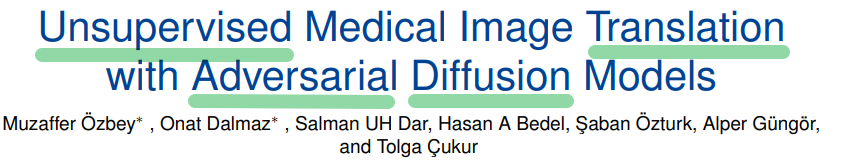 Unsupervised Medical Image Translation
with Adversarial Diffusion Models
Muzaffer Özbey* , Onat Dalmaz* , Salman UH Dar, Hasan A Bedel, Şaban Özturk, Alper Güngör,
and Tolga Çukur